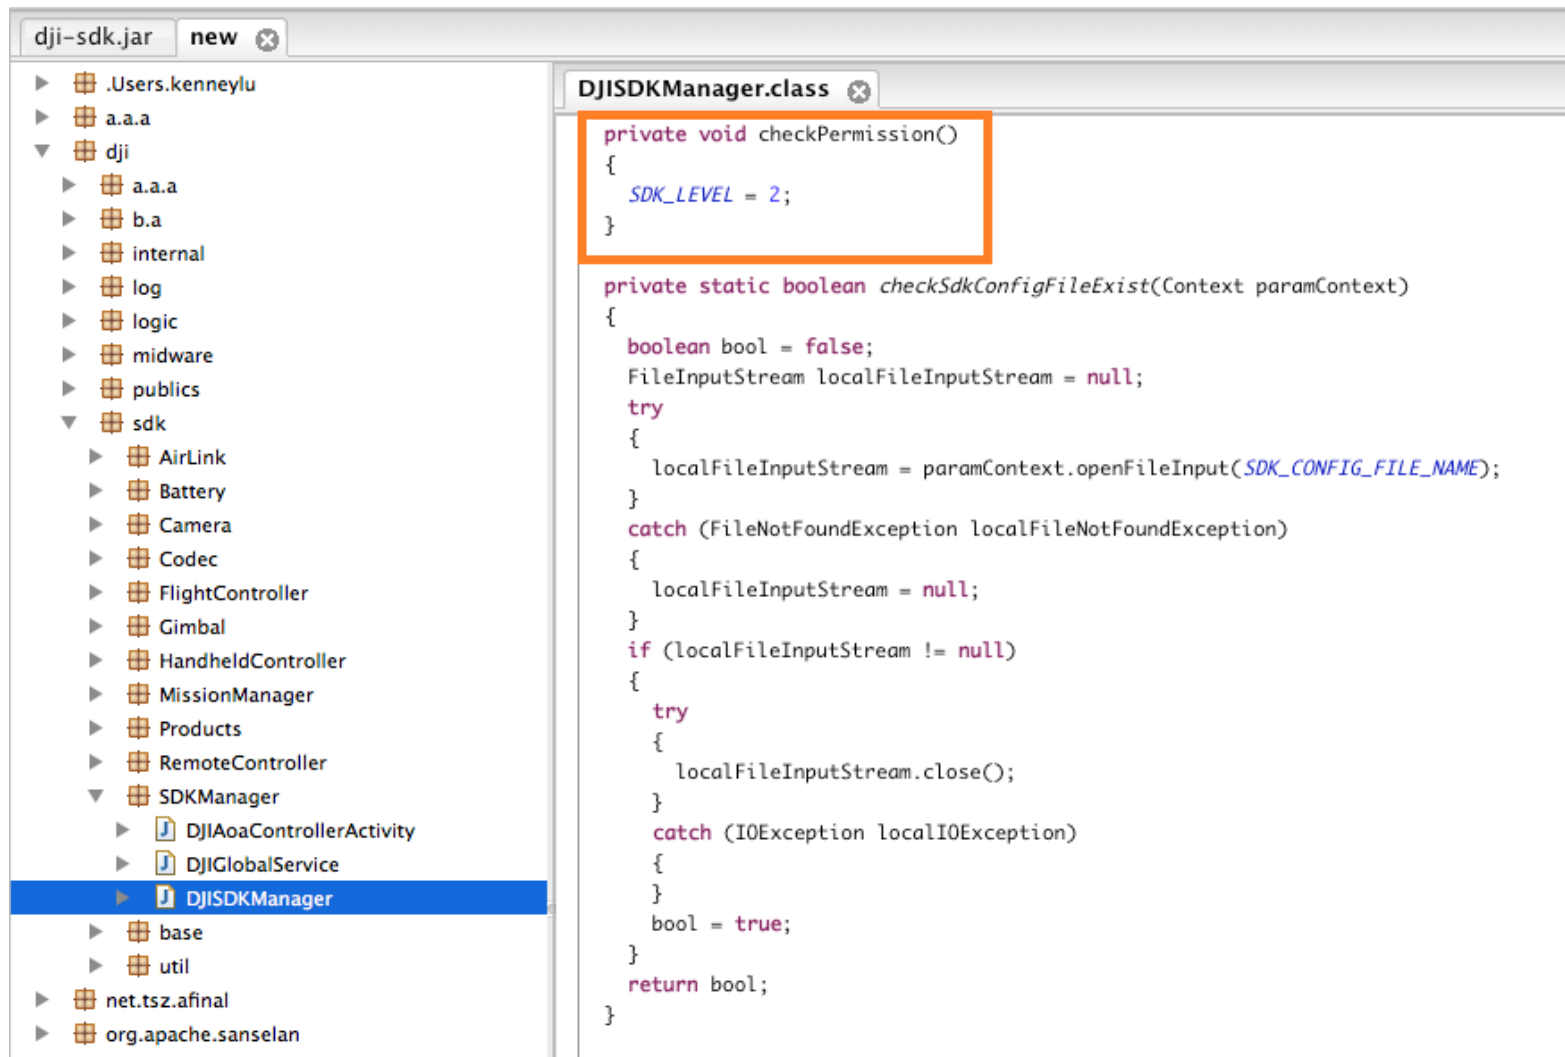 dji-sdk.jar
new
.Users.kenneylu
a.a.a
dji
a.a.a
b.a
internal
log
logic
midware
publics
sdk
AirLink
Battery
Camera
Codec
FlightController
Gimbal
HandheldController
MissionManager
Products
RemoteController
SDKManager
DJIAoaControllerActivity
DJIGlobalService
DJISDKManager
base
util
net.tsz.afinal
org.apache.sanselan
DJISDKManager.class
private void checkPermission()
{
SDK_LEVEL = 2;
}
private static boolean checkSdkConfigFileExist(Context paramContext)
{
boolean bool = false;
FileInputStream localFileInputStream = null;
try
{
localFileInputStream = paramContext.openFileInput(SDK_CONFIG_FILE_NAME);
}
catch (FileNotFoundException localFileNotFoundException)
{
localFileInputStream = null;
}
if (localFileInputStream != null)
{
try
{
localFileInputStream.close();
}
catch (IOException localIOException)
{
}
bool = true;
}
return bool;
}